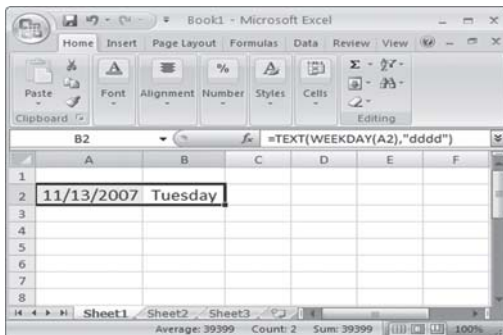 Book1 - Microsoft Excel
Home Insert Page Layout Formulas Data Review View
Paste Font Alignment Number Styles Cells
Clipboard Editing
B2 fx =TEXT(WEEKDAY(A2),"dddd")
A B C D E F
1
2 11/13/2007 Tuesday
3
4
5
6
7
8
Sheet1 Sheet2 Sheet3
Average: 39399 Count: 2 Sum: 39399 100%